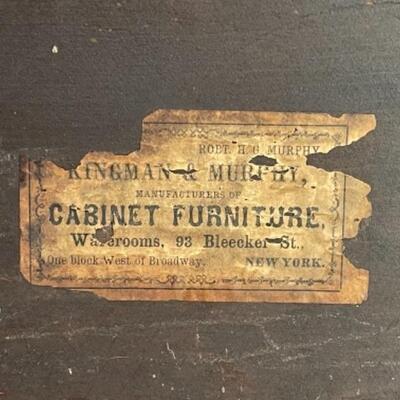 ROBT. H. G. MURPHY.
KINGMAN & MURPHY,
MANUFACTURERS OF
CABINET FURNITURE,
Warerooms, 93 Bleecker St.,
One block West of Broadway. NEW YORK.